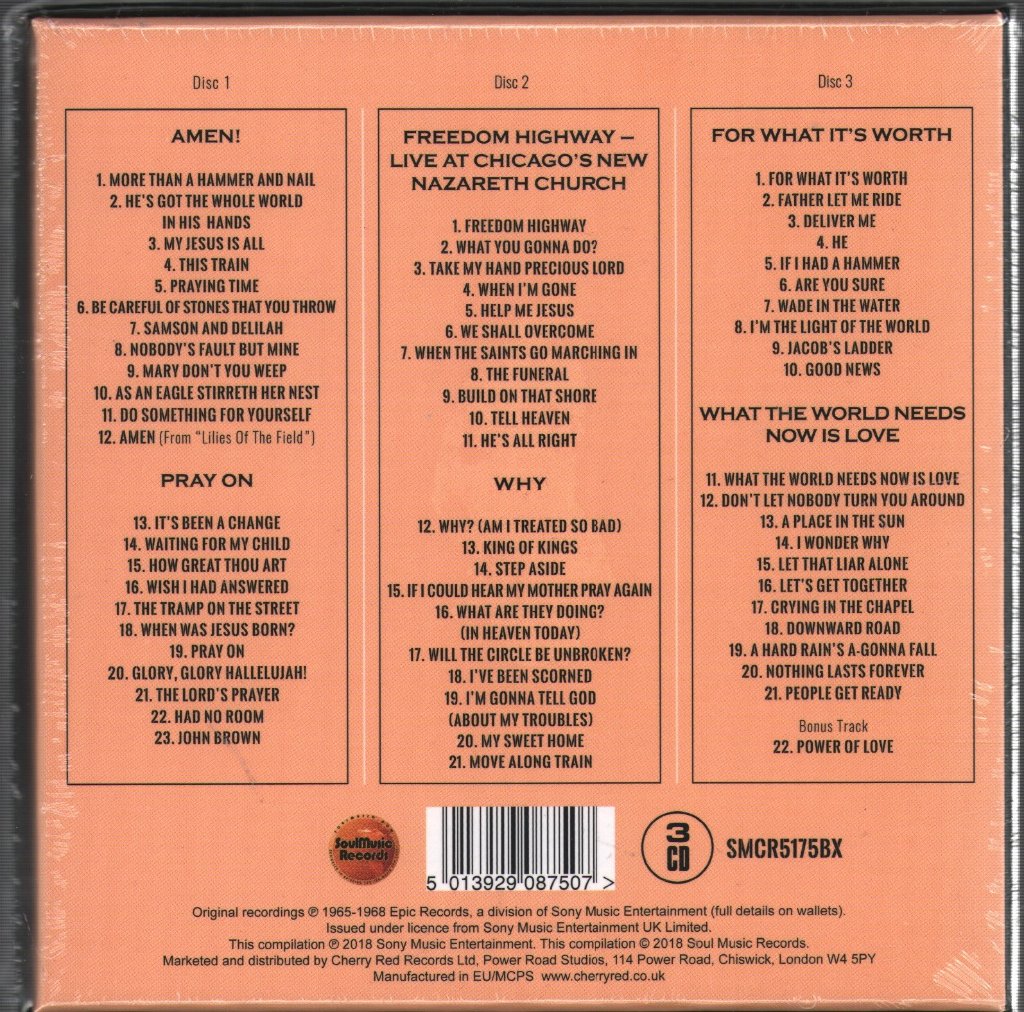 Disc 1
AMEN!
1. MORE THAN A HAMMER AND NAIL
2. HE'S GOT THE WHOLE WORLD
IN HIS HANDS
3. MY JESUS IS ALL
4. THIS TRAIN
5. PRAYING TIME
6. BE CAREFUL OF STONES THAT YOU THROW
7. SAMSON AND DELILAH
8. NOBODY'S FAULT BUT MINE
9. MARY DON'T YOU WEEP
10. AS AN EAGLE STIRRETH HER NEST
11. DO SOMETHING FOR YOURSELF
12. AMEN (From "Lilies Of The Field")
PRAY ON
13. IT'S BEEN A CHANGE
14. WAITING FOR MY CHILD
15. HOW GREAT THOU ART
16. WISH I HAD ANSWERED
17. THE TRAMP ON THE STREET
18. WHEN WAS JESUS BORN?
19. PRAY ON
20. GLORY, GLORY HALLELUJAH!
21. THE LORD'S PRAYER
22. HAD NO ROOM
23. JOHN BROWN
Disc 2
FREEDOM HIGHWAY –
LIVE AT CHICAGO'S NEW
NAZARETH CHURCH
1. FREEDOM HIGHWAY
2. WHAT YOU GONNA DO?
3. TAKE MY HAND PRECIOUS LORD
4. WHEN I'M GONE
5. HELP ME JESUS
6. WE SHALL OVERCOME
7. WHEN THE SAINTS GO MARCHING IN
8. THE FUNERAL
9. BUILD ON THAT SHORE
10. TELL HEAVEN
11. HE'S ALL RIGHT
WHY
12. WHY? (AM I TREATED SO BAD)
13. KING OF KINGS
14. STEP ASIDE
15. IF I COULD HEAR MY MOTHER PRAY AGAIN
16. WHAT ARE THEY DOING?
(IN HEAVEN TODAY)
17. WILL THE CIRCLE BE UNBROKEN?
18. I'VE BEEN SCORNED
19. I'M GONNA TELL GOD
(ABOUT MY TROUBLES)
20. MY SWEET HOME
21. MOVE ALONG TRAIN
Disc 3
FOR WHAT IT'S WORTH
1. FOR WHAT IT'S WORTH
2. FATHER LET ME RIDE
3. DELIVER ME
4. HE
5. IF I HAD A HAMMER
6. ARE YOU SURE
7. WADE IN THE WATER
8. I'M THE LIGHT OF THE WORLD
9. JACOB'S LADDER
10. GOOD NEWS
WHAT THE WORLD NEEDS
NOW IS LOVE
11. WHAT THE WORLD NEEDS NOW IS LOVE
12. DON'T LET NOBODY TURN YOU AROUND
13. A PLACE IN THE SUN
14. I WONDER WHY
15. LET THAT LIAR ALONE
16. LET'S GET TOGETHER
17. CRYING IN THE CHAPEL
18. DOWNWARD ROAD
19. A HARD RAIN'S A-GONNA FALL
20. NOTHING LASTS FOREVER
21. PEOPLE GET READY
Bonus Track
22. POWER OF LOVE
SoulMusic
Records
5 013929 087507 >
3
CD
SMCR5175BX
Original recordings ℗ 1965-1968 Epic Records, a division of Sony Music Entertainment (full details on wallets).
Issued under licence from Sony Music Entertainment UK Limited.
This compilation ℗ 2018 Sony Music Entertainment. This compilation © 2018 Soul Music Records.
Marketed and distributed by Cherry Red Records Ltd, Power Road Studios, 114 Power Road, Chiswick, London W4 5PY
Manufactured in EU/MCPS www.cherryred.co.uk